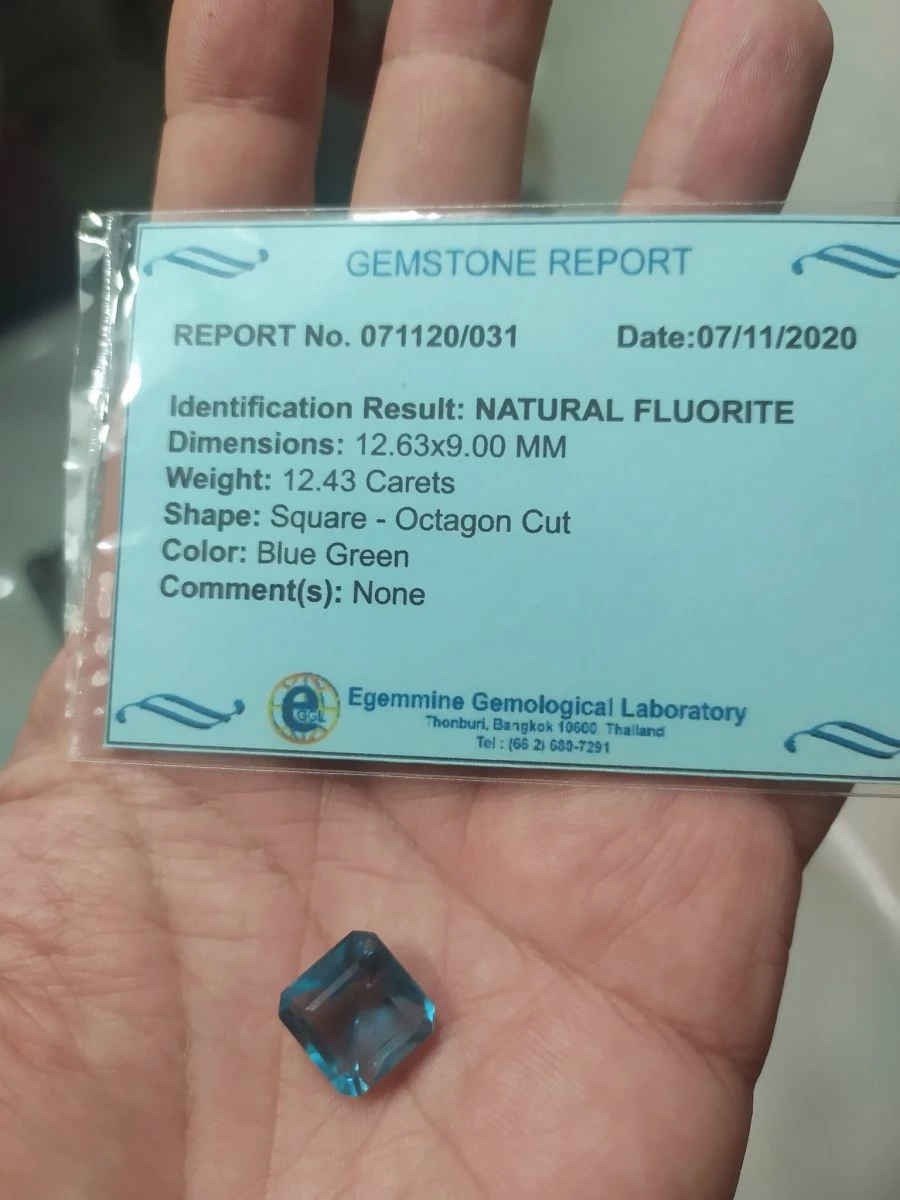 GEMSTONE REPORT
REPORT No. 071120/031 Date:07/11/2020
Identification Result: NATURAL FLUORITE
Dimensions: 12.63x9.00 MM
Weight: 12.43 Carets
Shape: Square - Octagon Cut
Color: Blue Green
Comment(s): None
e
GGL
Egemmine Gemological Laboratory
Thonburi, Bangkok 10600, Thailand
Tel : (66 2) 680-7291